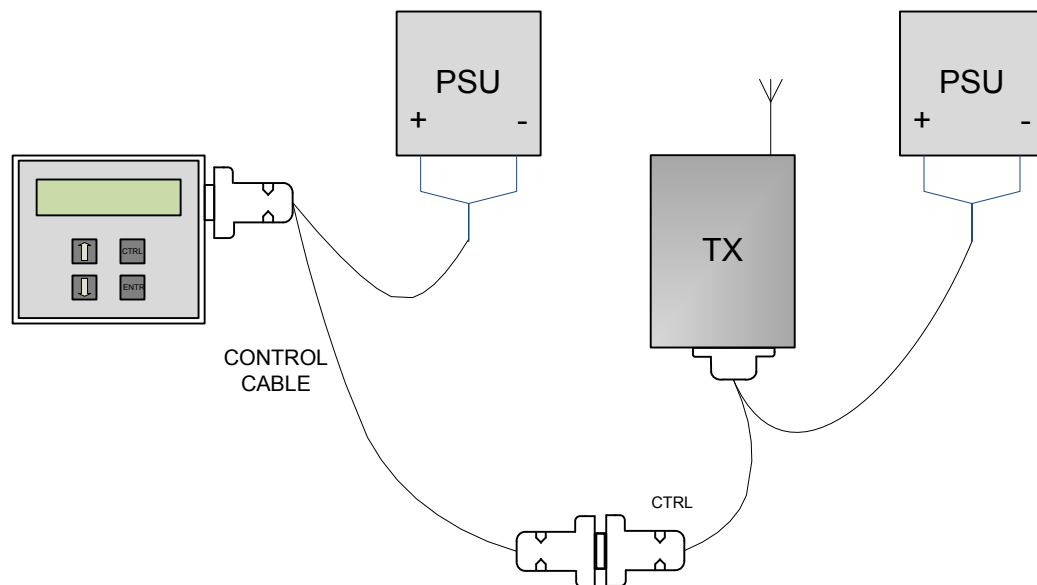 PSU
+ -
PSU
+ -
CTRL
ENTR
TX
CONTROL
CABLE
CTRL